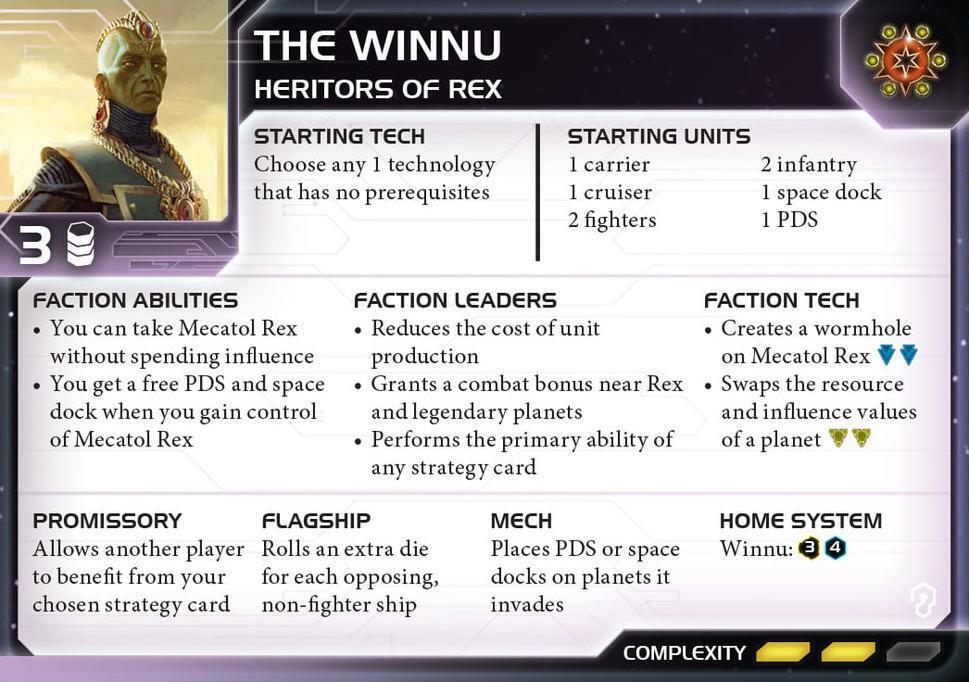 THE WINNU
HERITORS OF REX
3
STARTING TECH
Choose any 1 technology
that has no prerequisites
STARTING UNITS
1 carrier
1 cruiser
2 fighters
2 infantry
1 space dock
1 PDS
FACTION ABILITIES
• You can take Mecatol Rex
without spending influence
• You get a free PDS and space
dock when you gain control
of Mecatol Rex
FACTION LEADERS
• Reduces the cost of unit
production
• Grants a combat bonus near Rex
and legendary planets
• Performs the primary ability of
any strategy card
FACTION TECH
• Creates a wormhole
on Mecatol Rex
• Swaps the resource
and influence values
of a planet
PROMISSORY
Allows another player
to benefit from your
chosen strategy card
FLAGSHIP
Rolls an extra die
for each opposing,
non-fighter ship
MECH
Places PDS or space
docks on planets it
invades
HOME SYSTEM
Winnu: 3 4
COMPLEXITY